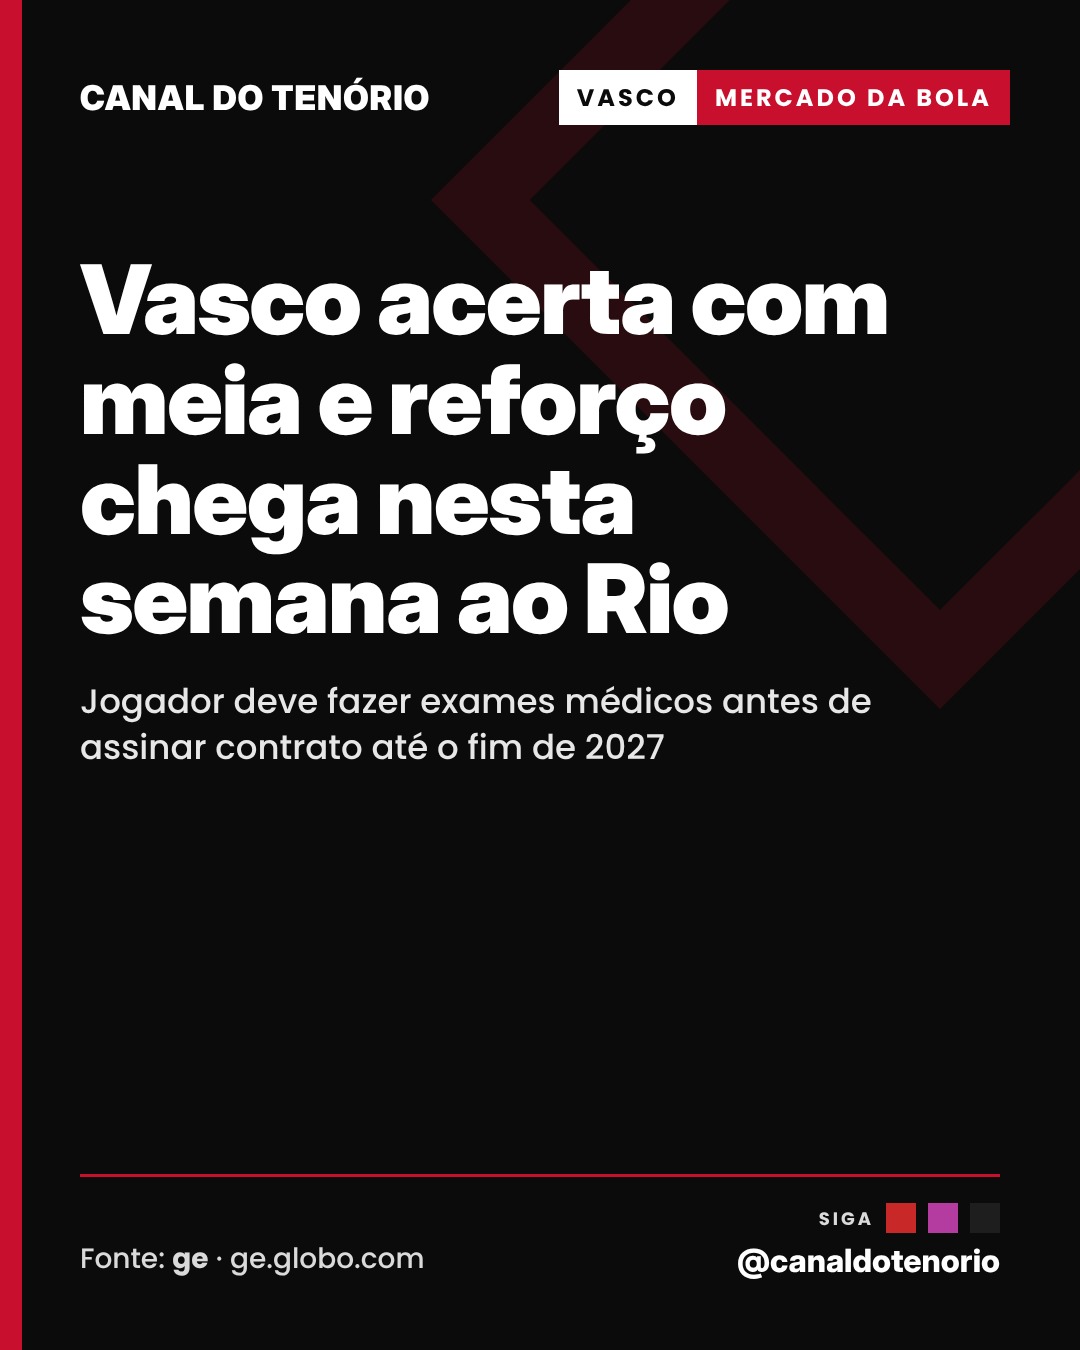 CANAL DO TENÓRIO
VASCO MERCADO DA BOLA
Vasco acerta com
meia e reforço
chega nesta
semana ao Rio
Jogador deve fazer exames médicos antes de
assinar contrato até o fim de 2027
SIGA
Fonte: ge · ge.globo.com
@canaldotenorio